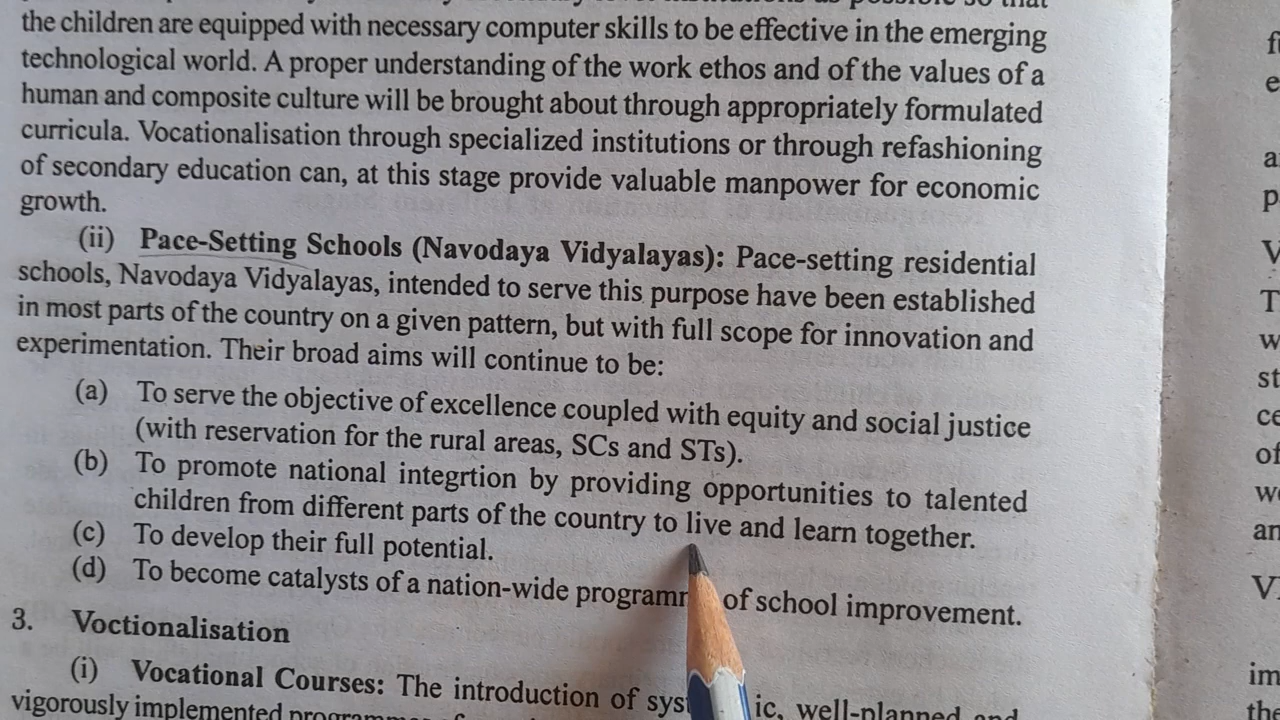 the children are equipped with necessary computer skills to be effective in the emerging
technological world. A proper understanding of the work ethos and of the values of a
human and composite culture will be brought about through appropriately formulated
curricula. Vocationalisation through specialized institutions or through refashioning
of secondary education can, at this stage provide valuable manpower for economic
growth.
(ii) Pace-Setting Schools (Navodaya Vidyalayas): Pace-setting residential
schools, Navodaya Vidyalayas, intended to serve this purpose have been established
in most parts of the country on a given pattern, but with full scope for innovation and
experimentation. Their broad aims will continue to be:
(a) To serve the objective of excellence coupled with equity and social justice
(with reservation for the rural areas, SCs and STs).
(b) To promote national integrtion by providing opportunities to talented
children from different parts of the country to live and learn together.
(c) To develop their full potential.
(d) To become catalysts of a nation-wide of school improvement.
3. Voctionalisation
(i) Vocational Courses: The introduction of well-planned and
vigorously implemented